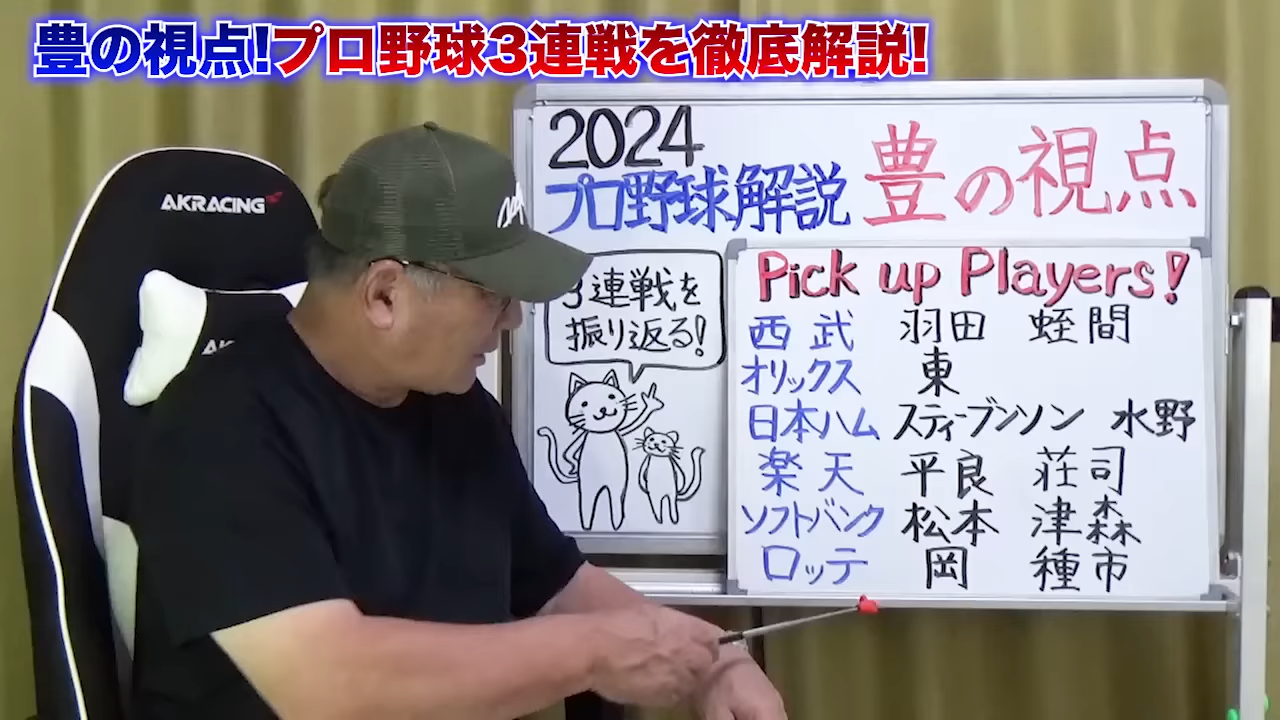 豊の視点!プロ野球3連戦を徹底解説!
AKRACING
2024
プロ野球解説 豊の視点
3連戦を
振り返る!
Pick up Players!
西武 羽田 蛭間
オリックス 東
日本ハム スティーブンソン 水野
楽天 平良 荘司
ソフトバンク 松本 津森
ロッテ 岡 種市